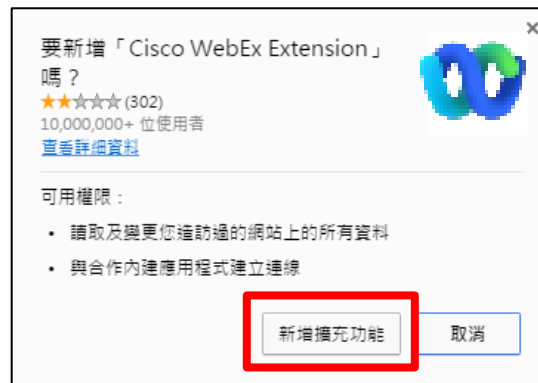 要新增「Cisco WebEx Extension」
嗎？
★★☆☆☆ (302)
10,000,000+ 位使用者
查看詳細資料
可用權限：
• 讀取及變更您造訪過的網站上的所有資料
• 與合作內建應用程式建立連線
新增擴充功能 取消